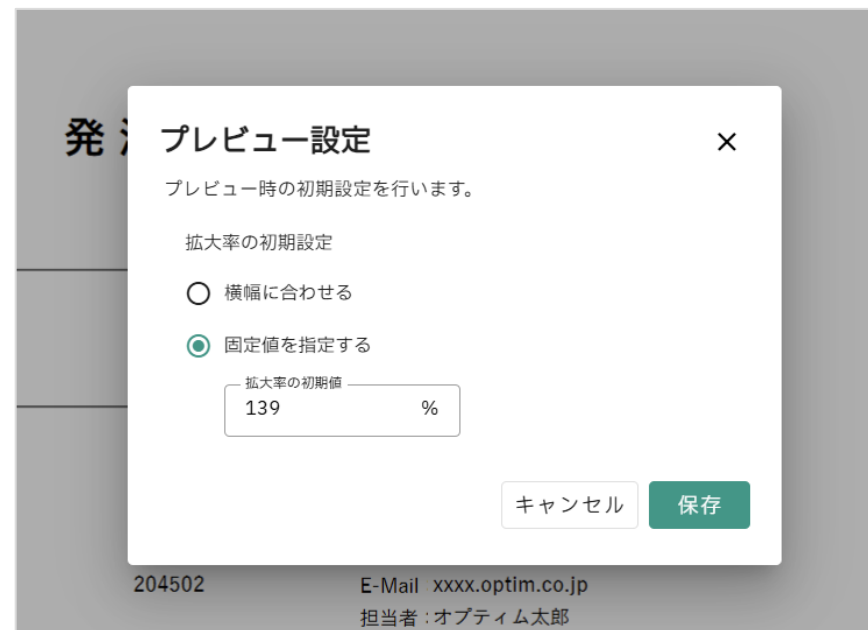 発
プレビュー設定
プレビュー時の初期設定を行います。
拡大率の初期設定
横幅に合わせる
固定値を指定する
拡大率の初期値
139 %
キャンセル 保存
204502 E-Mail xxxx.optim.co.jp
担当者：オプティム太郎